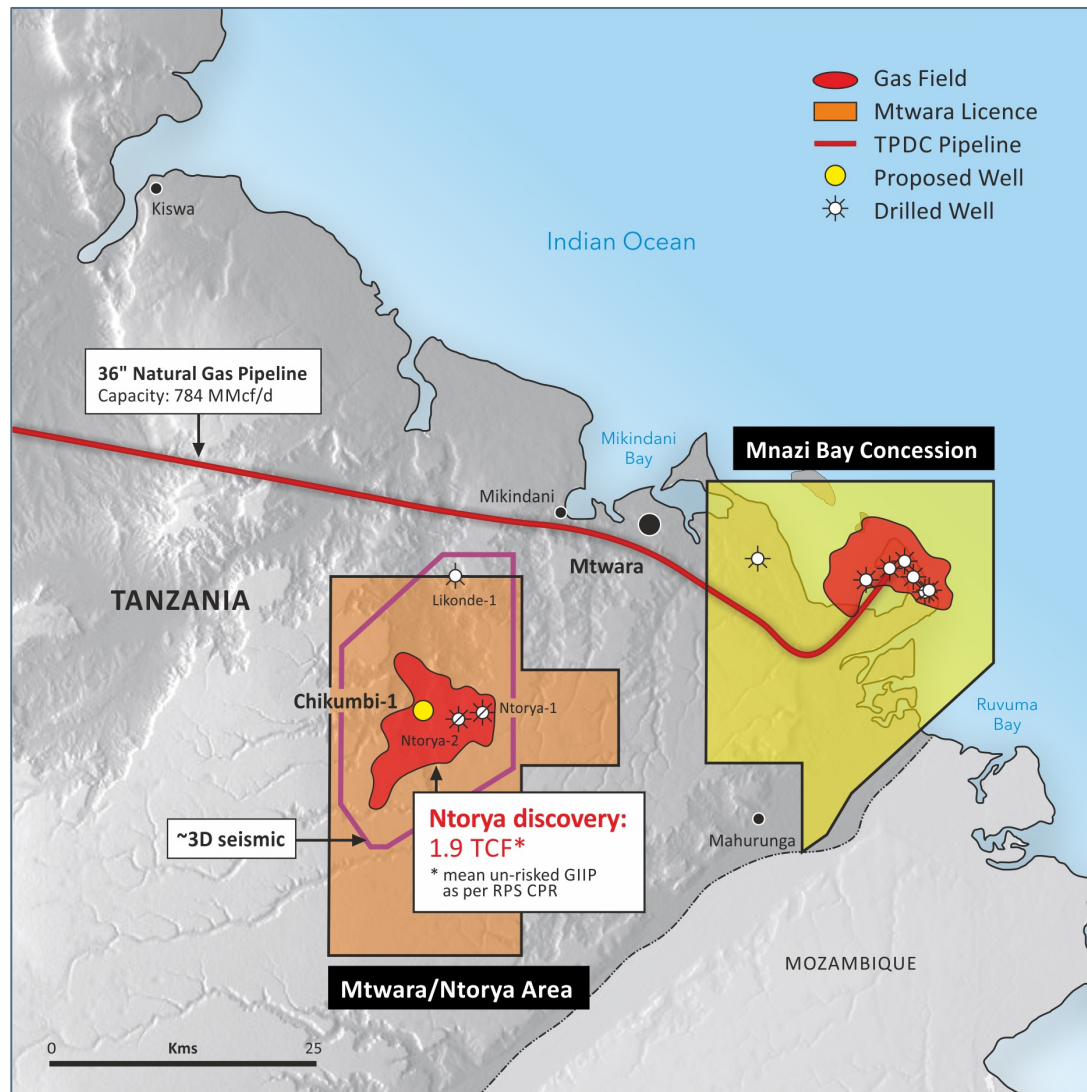 Gas Field
Mtwara Licence
TPDC Pipeline
Proposed Well
Drilled Well
Kiswa
Indian Ocean
36" Natural Gas Pipeline
Capacity: 784 MMcf/d
Mikindani
Bay
Mnazi Bay Concession
Mikindani
Mtwara
TANZANIA
Likonde-1
Chikumbi-1
Ntorya-1
Ntorya-2
Ruvuma
Bay
~3D seismic
Ntorya discovery:
1.9 TCF*
* mean un-risked GIIP
as per RPS CPR
Mahurunga
MOZAMBIQUE
Mtwara/Ntorya Area
0
Kms
25